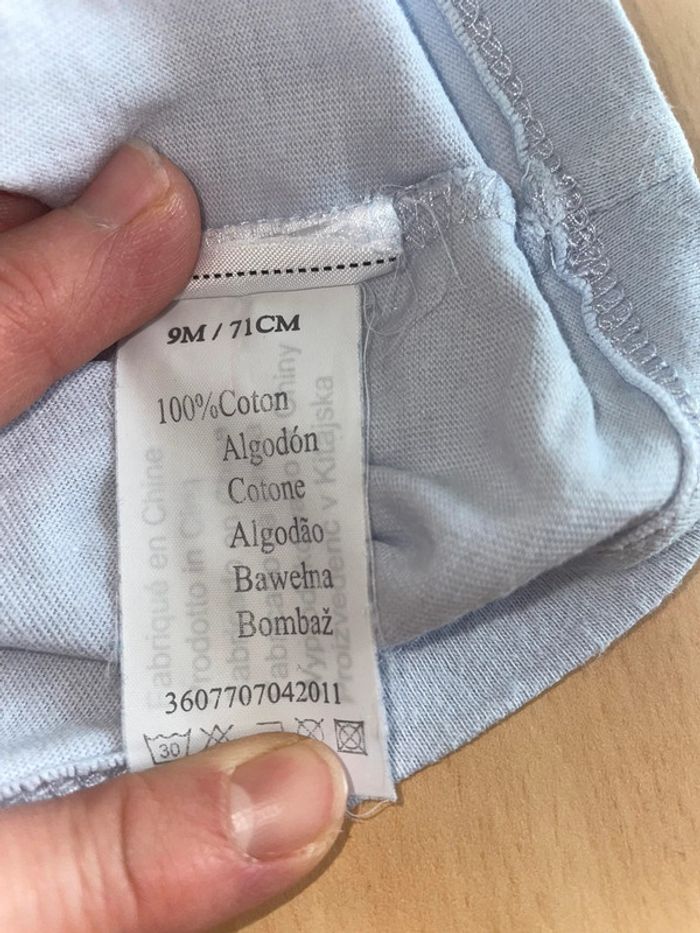 9M / 71CM
100%Coton
Algodón
Cotone
Algodão
Bawełna
Bombaž
3607707042011
30
Fabriqué en Chine